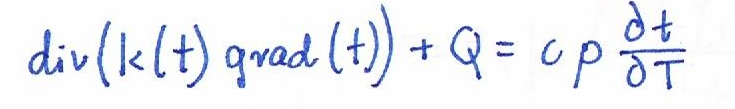 div(k(t) grad(t)) + Q = cρ ∂t/∂T